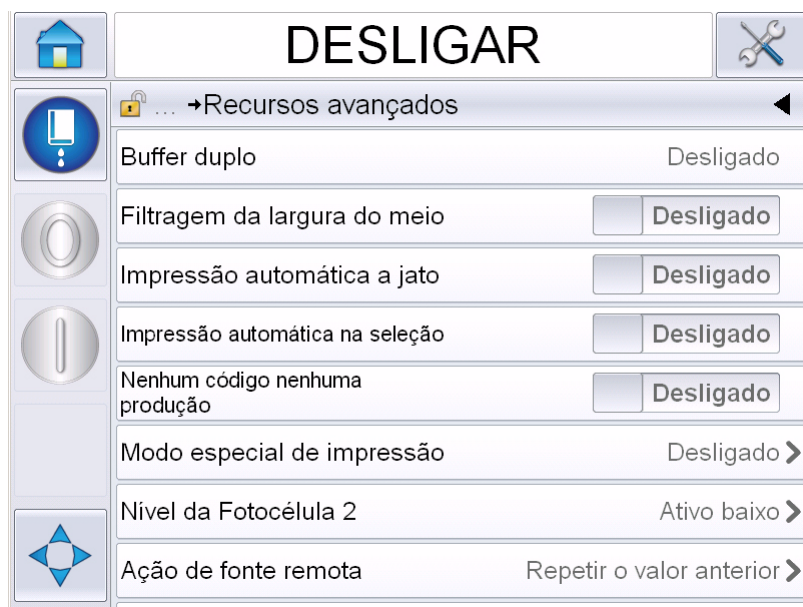 DESLIGAR
... →Recursos avançados
Buffer duplo Desligado
Filtragem da largura do meio Desligado
Impressão automática a jato Desligado
Impressão automática na seleção Desligado
Nenhum código nenhuma
produção Desligado
Modo especial de impressão Desligado
Nível da Fotocélula 2 Ativo baixo
Ação de fonte remota Repetir o valor anterior